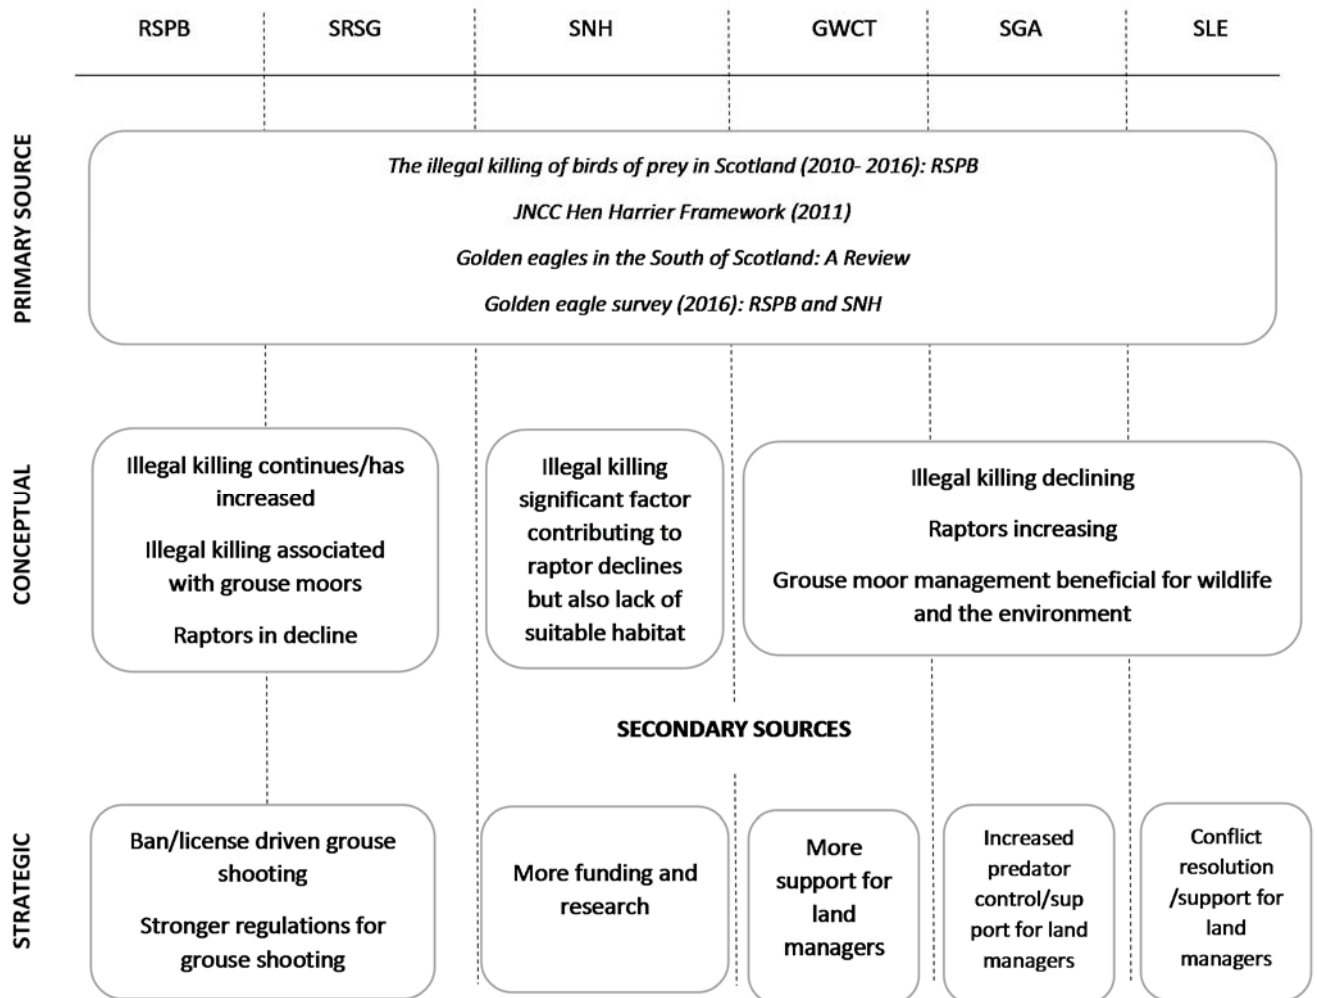 RSPB
SRSG
SNH
GWCT
SGA
SLE
PRIMARY SOURCE
The illegal killing of birds of prey in Scotland (2010- 2016): RSPB
JNCC Hen Harrier Framework (2011)
Golden eagles in the South of Scotland: A Review
Golden eagle survey (2016): RSPB and SNH
CONCEPTUAL
Illegal killing continues/has
increased
Illegal killing associated
with grouse moors
Raptors in decline
Illegal killing
significant factor
contributing to
raptor declines
but also lack of
suitable habitat
Illegal killing declining
Raptors increasing
Grouse moor management beneficial for wildlife
and the environment
SECONDARY SOURCES
STRATEGIC
Ban/license driven grouse
shooting
Stronger regulations for
grouse shooting
More funding and
research
More
support for
land
managers
Increased
predator
control/sup
port for land
managers
Conflict
resolution
/support for
land
managers